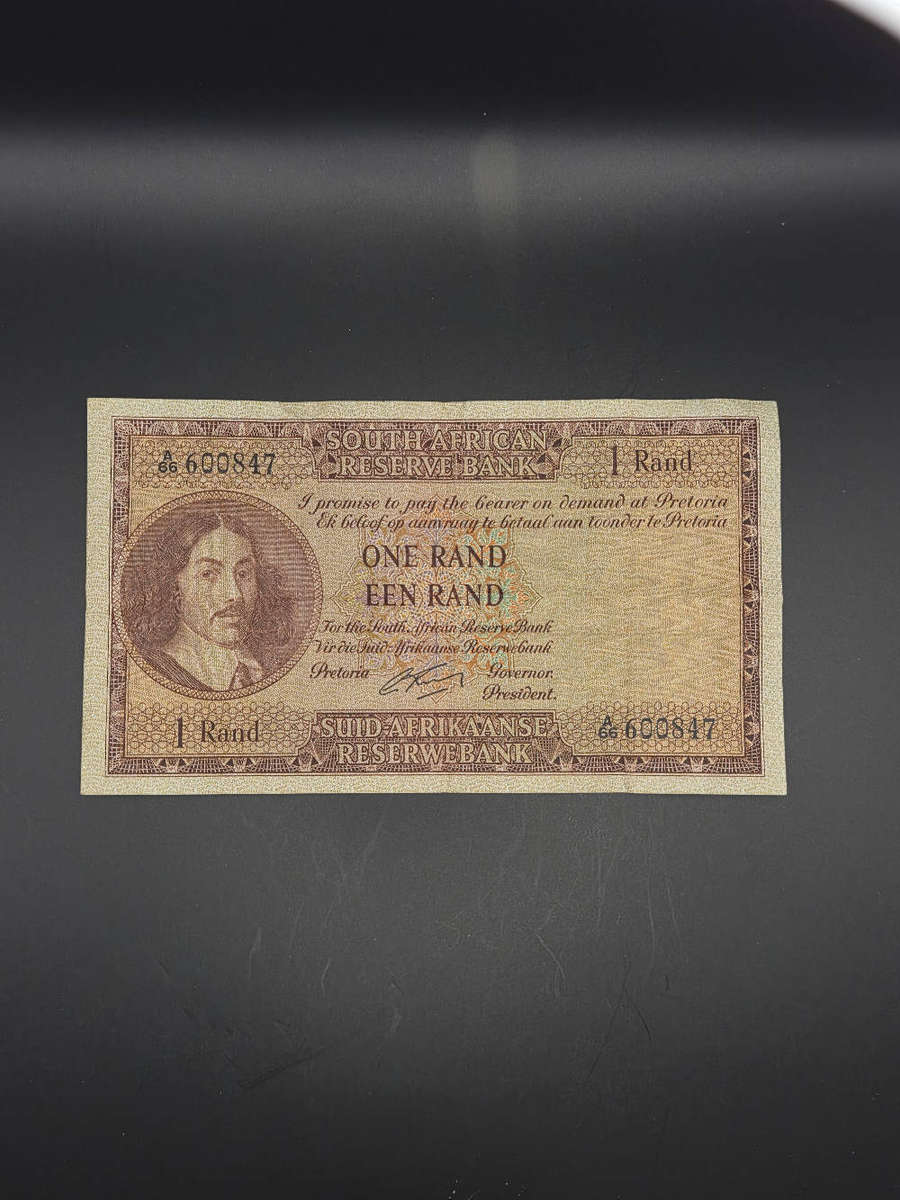 SOUTH AFRICAN
RESERVE BANK
A/66 600847
1 Rand
I promise to pay the bearer on demand at Pretoria
Ek beloof op aanvraag te betaal aan toonder te Pretoria
ONE RAND
EEN RAND
For the South African Reserve Bank
Vir die Suid-Afrikaanse Reserwebank
Pretoria Governor.
President.
1 Rand
SUID-AFRIKAANSE
RESERWEBANK
A/66 600847